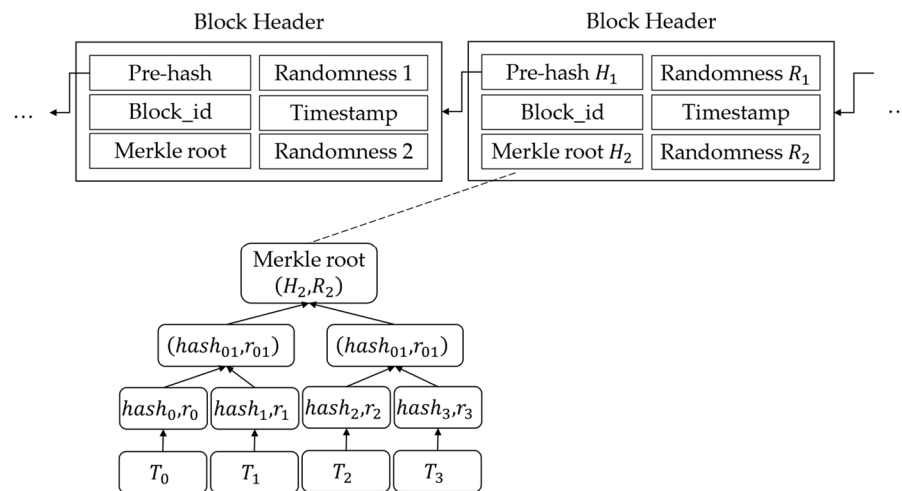 Block Header
Block Header
Pre-hash
Randomness 1
Pre-hash H₁
Randomness R₁
...
Block_id
Timestamp
Block_id
Timestamp
..
Merkle root
Randomness 2
Merkle root H₂
Randomness R₂
Merkle root
(H₂,R₂)
(hash₀₁,r₀₁)
(hash₀₁,r₀₁)
hash₀,r₀
hash₁,r₁
hash₂,r₂
hash₃,r₃
T₀
T₁
T₂
T₃